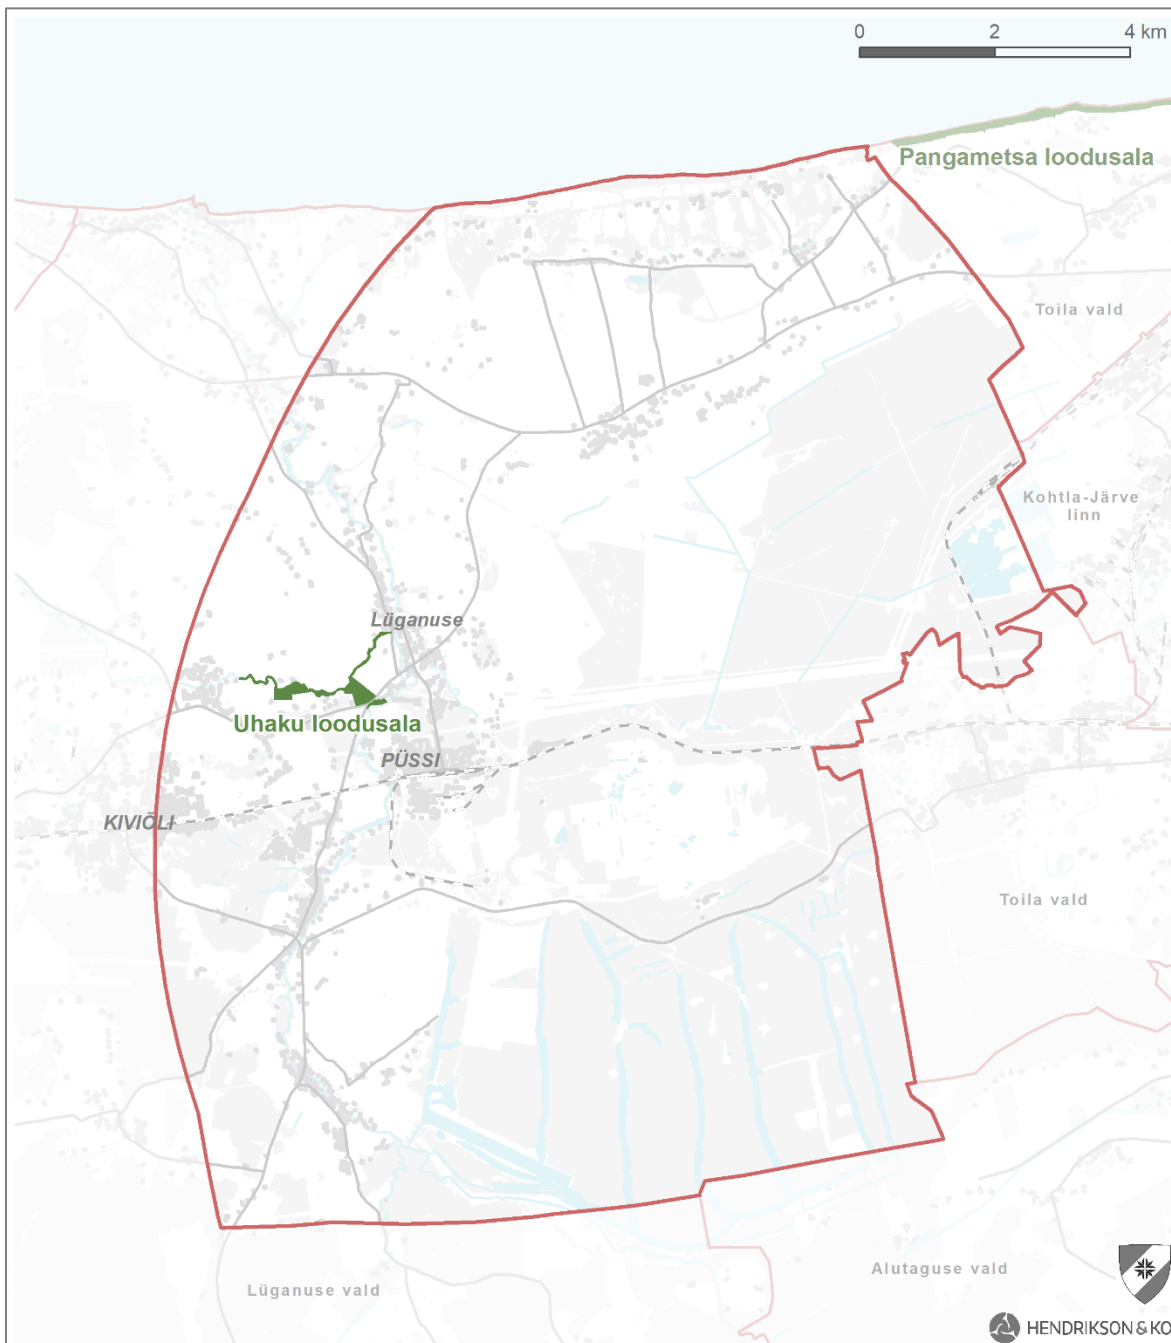 0 2 4 km
Pangametsa loodusala
Toila vald
Kohtla-Järve
linn
Lüganuse
Uhaku loodusala
PÜSSI
KIVIÕLI
Toila vald
Alutaguse vald
Lüganuse vald
HENDRIKSON & KO